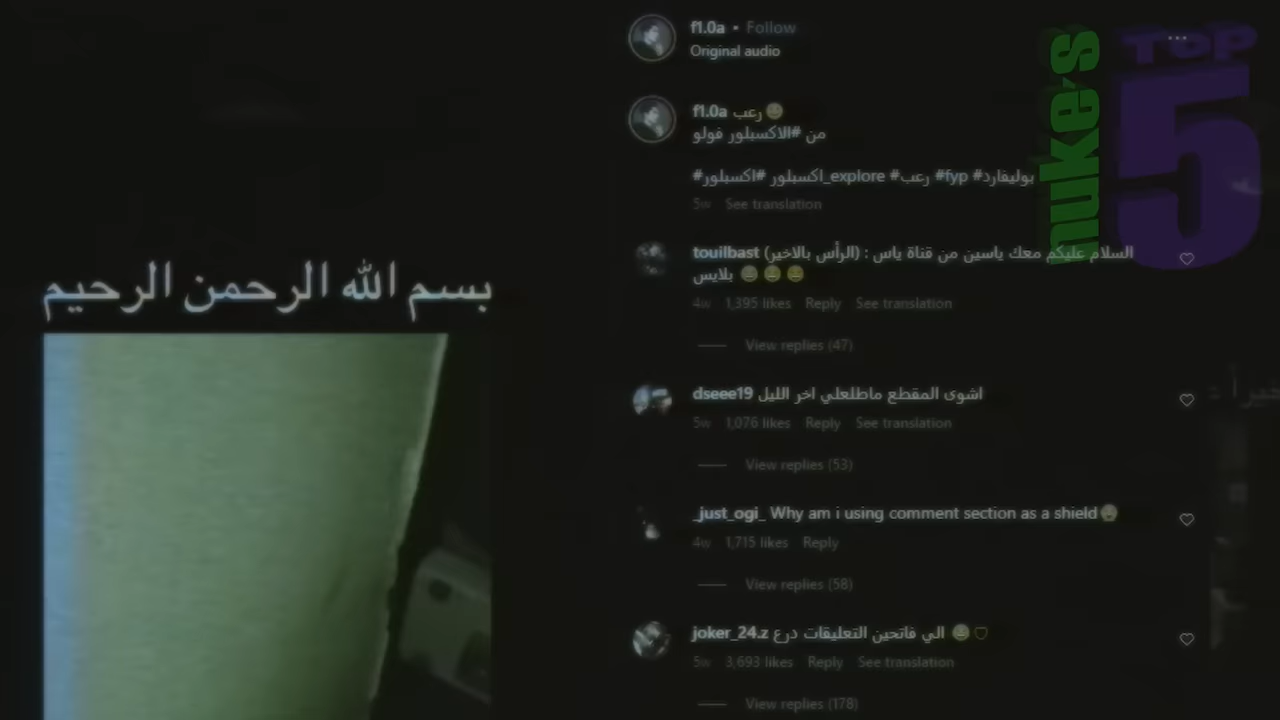 f1.0a • Follow
Original audio
nuke's
TOP
5
f1.0a رعب
من #الاكسبلور فولو
#اكسبلور# اكسبلور_explore #رعب #fyp #بوليفارد
5w See translation
touilbast السلام عليكم معك ياسين من قناة ياس : (الرأس بالاخير)
بلايس 😂😂😂
4w 1,395 likes Reply See translation
View replies (47)
بسم الله الرحمن الرحيم
dseee19 اشوى المقطع ماطلعلي اخر الليل
5w 1,076 likes Reply See translation
View replies (53)
_just_ogi_ Why am i using comment section as a shield😭
4w 1,715 likes Reply
View replies (58)
joker_24.z الي فاتحين التعليقات درع
5w 3,693 likes Reply See translation
View replies (178)